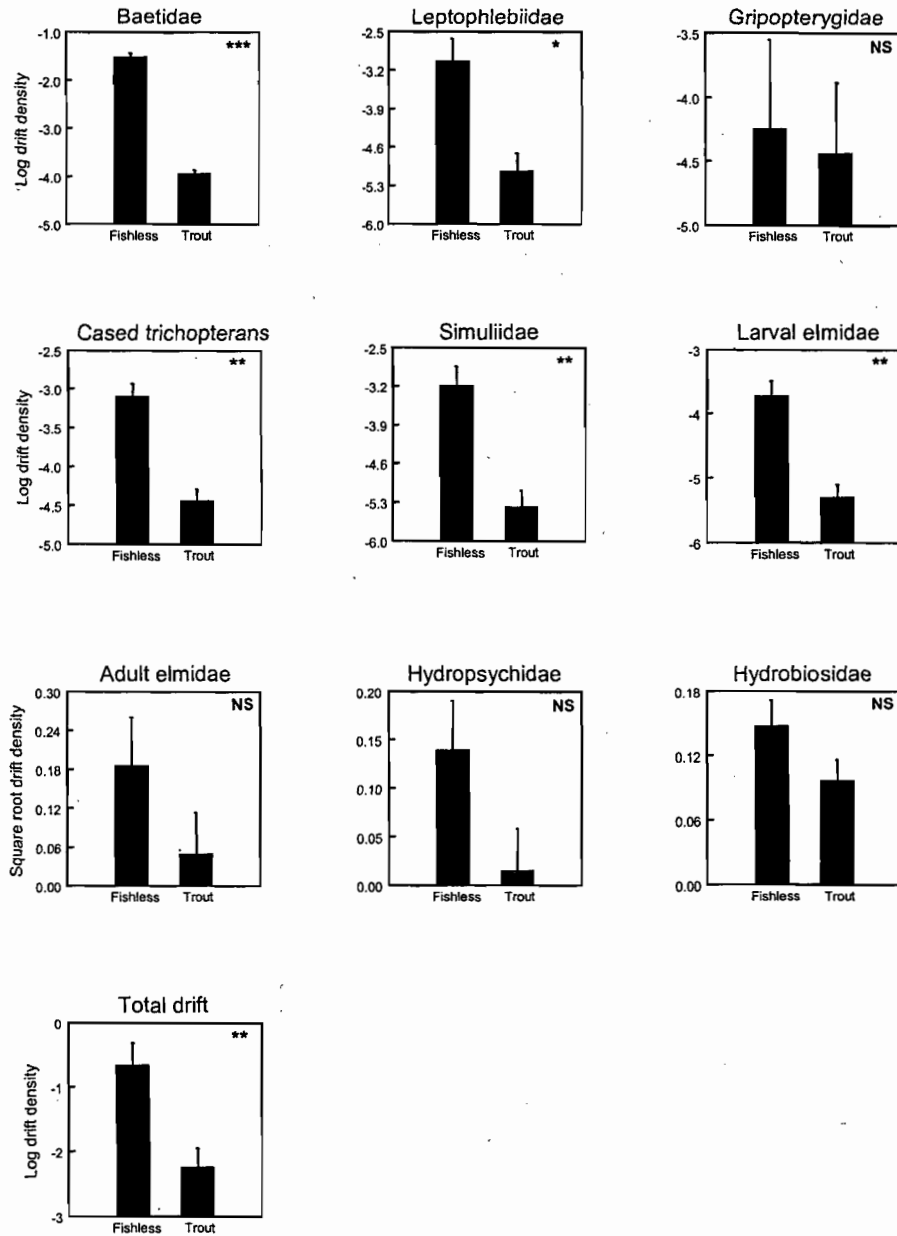 Baetidae
***
-1.0
-2.0
-3.0
-4.0
-5.0
Log drift density
Fishless Trout
Leptophlebiidae
*
-2.5
-3.2
-3.9
-4.6
-5.3
-6.0
Fishless Trout
Gripopterygidae
NS
-3.5
-4.0
-4.5
-5.0
Fishless Trout
Cased trichopterans
**
-2.5
-3.0
-3.5
-4.0
-4.5
-5.0
Log drift density
Fishless Trout
Simuliidae
**
-2.5
-3.2
-3.9
-4.6
-5.3
-6.0
Fishless Trout
Larval elmidae
**
-3
-4
-5
-6
Fishless Trout
Adult elmidae
NS
0.30
0.24
0.18
0.12
0.06
0.00
Square root drift density
Fishless Trout
Hydropsychidae
NS
0.20
0.15
0.10
0.05
0.00
Fishless Trout
Hydrobiosidae
NS
0.18
0.12
0.06
0.00
Fishless Trout
Total drift
**
0
-1
-2
-3
Log drift density
Fishless Trout